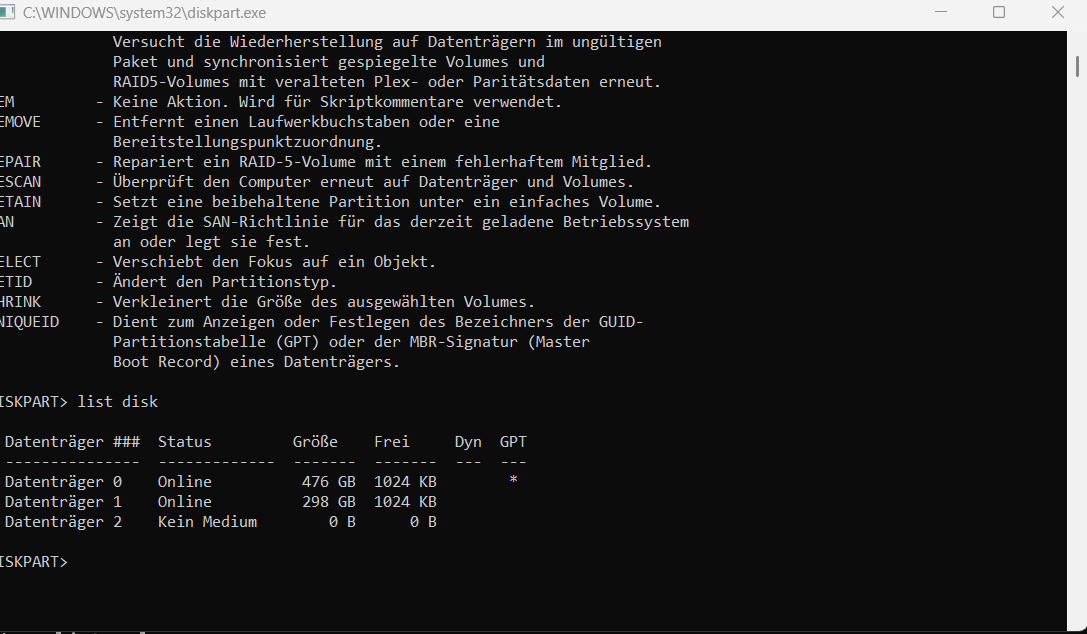 C:\WINDOWS\system32\diskpart.exe
Versucht die Wiederherstellung auf Datenträgern im ungültigen
Paket und synchronisiert gespiegelte Volumes und
RAID5-Volumes mit veralteten Plex- oder Paritätsdaten erneut.
EM - Keine Aktion. Wird für Skriptkommentare verwendet.
EMOVE - Entfernt einen Laufwerkbuchstaben oder eine
Bereitstellungspunktzuordnung.
EPAIR - Repariert ein RAID-5-Volume mit einem fehlerhaftem Mitglied.
ESCAN - Überprüft den Computer erneut auf Datenträger und Volumes.
ETAIN - Setzt eine beibehaltene Partition unter ein einfaches Volume.
AN - Zeigt die SAN-Richtlinie für das derzeit geladene Betriebssystem
an oder legt sie fest.
ELECT - Verschiebt den Fokus auf ein Objekt.
ETID - Ändert den Partitionstyp.
HRINK - Verkleinert die Größe des ausgewählten Volumes.
NIQUEID - Dient zum Anzeigen oder Festlegen des Bezeichners der GUID-
Partitionstabelle (GPT) oder der MBR-Signatur (Master
Boot Record) eines Datenträgers.
ISKPART> list disk
Datenträger ### Status Größe Frei Dyn GPT
--------------- ------------- ------- ------- --- ---
Datenträger 0 Online 476 GB 1024 KB *
Datenträger 1 Online 298 GB 1024 KB
Datenträger 2 Kein Medium 0 B 0 B
ISKPART>